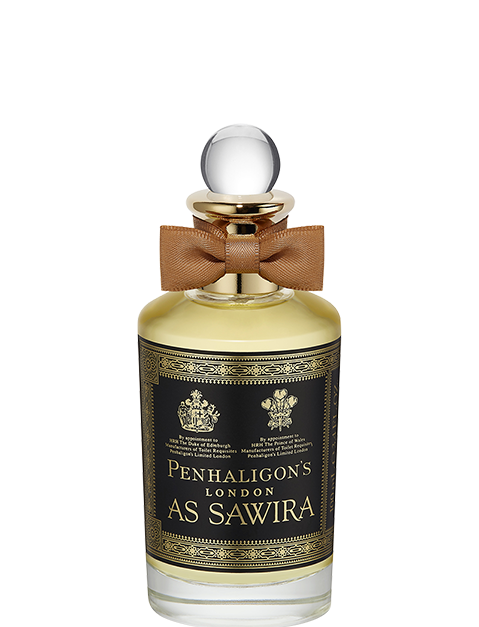 By appointment to
HRH The Duke of Edinburgh
Manufacturers of Toilet Requisites
Penhaligon's Limited London
By appointment to
HRH The Prince of Wales
Manufacturers of Toilet Requisites
Penhaligon's Limited London
PENHALIGON'S
LONDON
AS SAWIRA